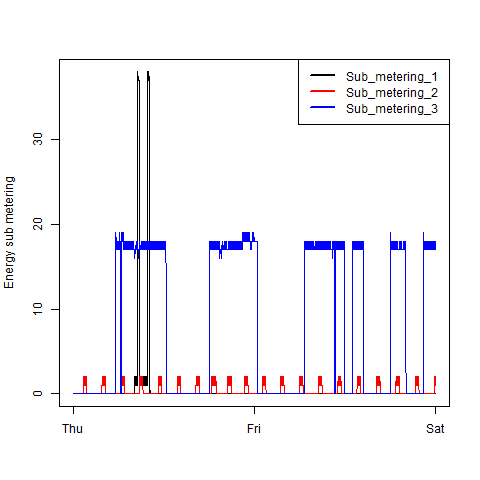 Sub_metering_1
Sub_metering_2
Sub_metering_3
Energy sub metering
30
20
10
0
Thu Fri Sat